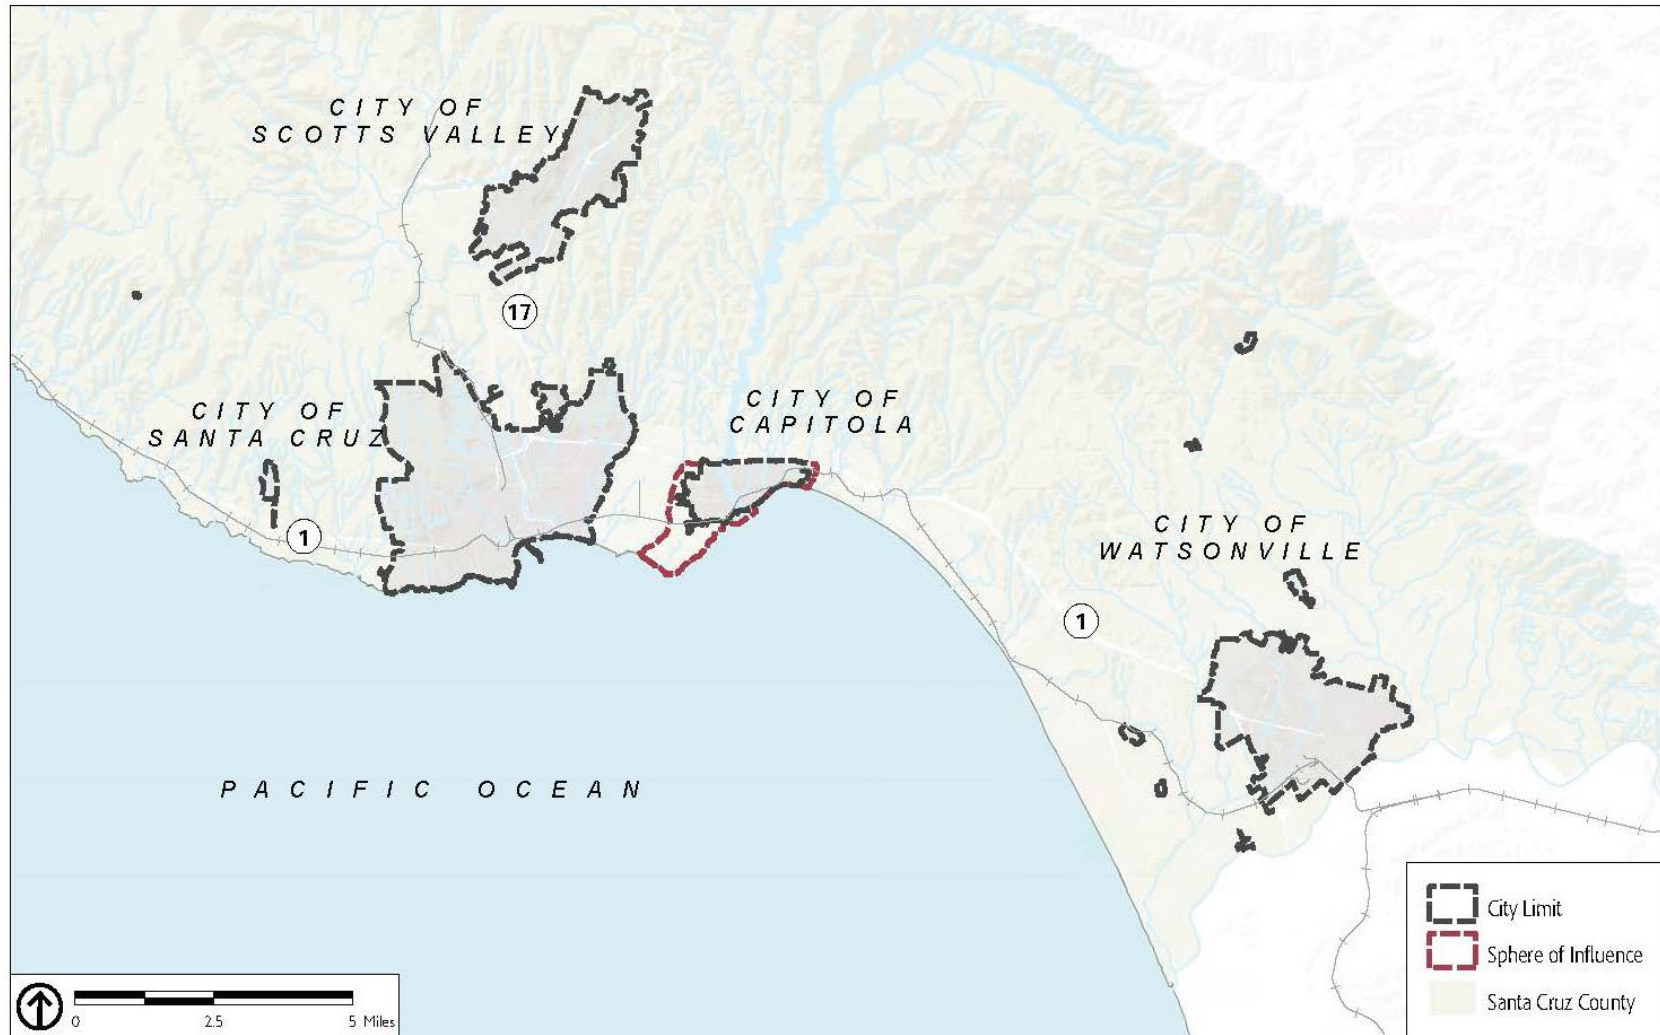 CITY OF
SCOTTS VALLEY
17
CITY OF
SANTA CRUZ
CITY OF
CAPITOLA
1
CITY OF
WATSONVILLE
1
PACIFIC OCEAN
City Limit
Sphere of Influence
Santa Cruz County
0 2.5 5 Miles